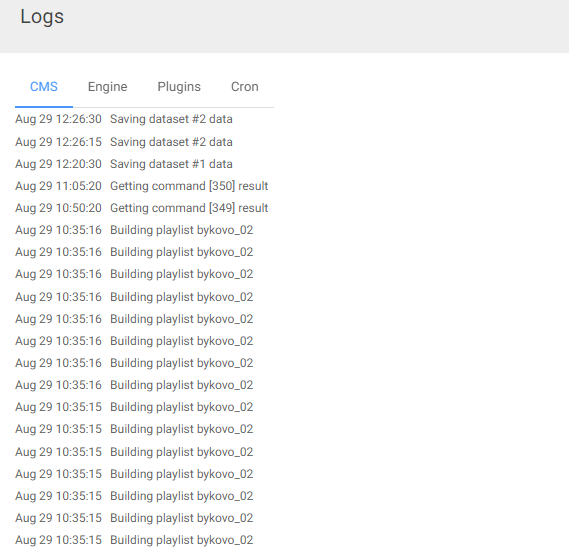 Logs
CMS Engine Plugins Cron
Aug 29 12:26:30 Saving dataset #2 data
Aug 29 12:26:15 Saving dataset #2 data
Aug 29 12:20:30 Saving dataset #1 data
Aug 29 11:05:20 Getting command [350] result
Aug 29 10:50:20 Getting command [349] result
Aug 29 10:35:16 Building playlist bykovo_02
Aug 29 10:35:16 Building playlist bykovo_02
Aug 29 10:35:16 Building playlist bykovo_02
Aug 29 10:35:16 Building playlist bykovo_02
Aug 29 10:35:16 Building playlist bykovo_02
Aug 29 10:35:16 Building playlist bykovo_02
Aug 29 10:35:16 Building playlist bykovo_02
Aug 29 10:35:16 Building playlist bykovo_02
Aug 29 10:35:15 Building playlist bykovo_02
Aug 29 10:35:15 Building playlist bykovo_02
Aug 29 10:35:15 Building playlist bykovo_02
Aug 29 10:35:15 Building playlist bykovo_02
Aug 29 10:35:15 Building playlist bykovo_02
Aug 29 10:35:15 Building playlist bykovo_02
Aug 29 10:35:15 Building playlist bykovo_02